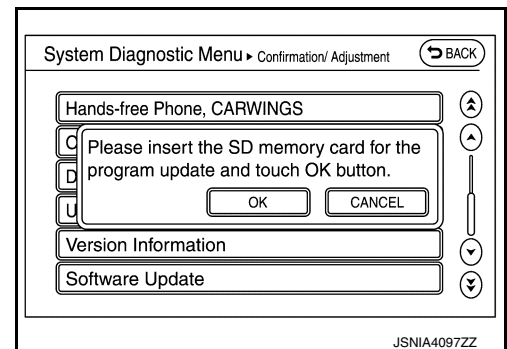 System Diagnostic Menu ▸ Confirmation/ Adjustment
BACK
Hands-free Phone, CARWINGS
C
Please insert the SD memory card for the
program update and touch OK button.
D
U
OK
CANCEL
Version Information
Software Update
JSNIA4097ZZ